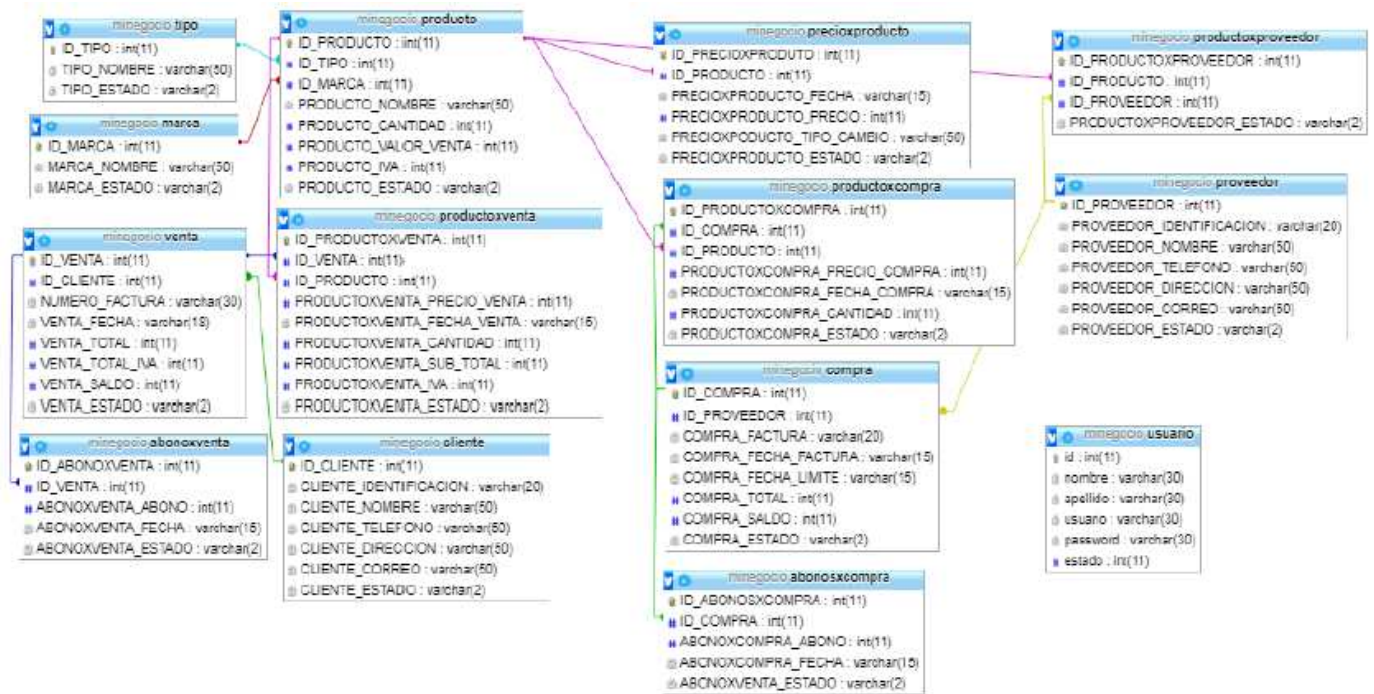 minegocio tipo
ID_TIPO : int(11)
TIPO_NOMBRE : varchar(50)
TIPO_ESTADO : varchar(2)
minegocio marca
ID_MARCA : int(11)
MARCA_NOMBRE : varchar(50)
MARCA_ESTADO : varchar(2)
minegocio producto
ID_PRODUCTO : int(11)
ID_TIPO : int(11)
ID_MARCA : int(11)
PRODUCTO_NOMBRE : varchar(50)
PRODUCTO_CANTIDAD : int(11)
PRODUCTO_VALOR_VENTA : int(11)
PRODUCTO_IVA : int(11)
PRODUCTO_ESTADO : varchar(2)
minegocio precioxproducto
ID_PRECIOXPRODUTO : int(11)
ID_PRODUCTO : int(11)
PRECIOXPRODUCTO_FECHA : varchar(15)
PRECIOXPRODUCTO_PRECIO : int(11)
PRECIOXPODUCTO_TIPO_CAMBIO : varchar(50)
PRECIOXPRODUCTO_ESTADO : varchar(2)
minegocio productoxproveedor
ID_PRODUCTOXPROVEEDOR : int(11)
ID_PRODUCTO : int(11)
ID_PROVEEDOR : int(11)
PRODUCTOXPROVEEDOR_ESTADO : varchar(2)
minegocio venta
ID_VENTA : int(11)
ID_CLIENTE : int(11)
NUMERO_FACTURA : varchar(30)
VENTA_FECHA : varchar(18)
VENTA_TOTAL : int(11)
VENTA_TOTAL_IVA : int(11)
VENTA_SALDO : int(11)
VENTA_ESTADO : varchar(2)
minegocio productoxventa
ID_PRODUCTOXVENTA : int(11)
ID_VENTA : int(11)
ID_PRODUCTO : int(11)
PRODUCTOXVENTA_PRECIO_VENTA : int(11)
PRODUCTOXVENTA_FECHA_VENTA : varchar(15)
PRODUCTOXVENTA_CANTIDAD : int(11)
PRODUCTOXVENTA_SUB_TOTAL : int(11)
PRODUCTOXVENTA_IVA : int(11)
PRODUCTOXVENTA_ESTADO : varchar(2)
minegocio productoxcompra
ID_PRODUCTOXCOMPRA : int(11)
ID_COMPRA : int(11)
ID_PRODUCTO : int(11)
PRODUCTOXCOMPRA_PRECIO_COMPRA : int(11)
PRODUCTOXCOMPRA_FECHA_COMPRA : varchar(15)
PRODUCTOXCOMPRA_CANTIDAD : int(11)
PRODUCTOXCOMPRA_ESTADO : varchar(2)
minegocio proveedor
ID_PROVEEDOR : int(11)
PROVEEDOR_IDENTIFICACION : varchar(20)
PROVEEDOR_NOMBRE : varchar(50)
PROVEEDOR_TELEFONO : varchar(50)
PROVEEDOR_DIRECCION : varchar(50)
PROVEEDOR_CORREO : varchar(50)
PROVEEDOR_ESTADO : varchar(2)
minegocio abonoxventa
ID_ABONOXVENTA : int(11)
ID_VENTA : int(11)
ABONOXVENTA_ABONO : int(11)
ABONOXVENTA_FECHA : varchar(15)
ABONOXVENTA_ESTADO : varchar(2)
minegocio cliente
ID_CLIENTE : int(11)
CLIENTE_IDENTIIFICACION : varchar(20)
CLIENTE_NOMBRE : varchar(50)
CLIENTE_TELEFONO : varchar(50)
CLIENTE_DIRECCION : varchar(50)
CLIENTE_CORREO : varchar(50)
CLIENTE_ESTADO : varchar(2)
minegocio compra
ID_COMPRA : int(11)
ID_PROVEEDOR : int(11)
COMPRA_FACTURA : varchar(20)
COMPRA_FECHA_FACTURA : varchar(15)
COMPRA_FECHA_LIMITE : varchar(15)
COMPRA_TOTAL : int(11)
COMPRA_SALDO : int(11)
COMPRA_ESTADO : varchar(2)
minegocio usuario
id : int(11)
nombre : varchar(30)
apellido : varchar(30)
usuario : varchar(30)
password : varchar(30)
estado : int(11)
minegocio abonosxcompra
ID_ABONOSXCOMPRA : int(11)
ID_COMPRA : int(11)
ABONOXCOMPRA_ABONO : int(11)
ABONOXCOMPRA_FECHA : varchar(15)
ABONOXVENTA_ESTADO : varchar(2)